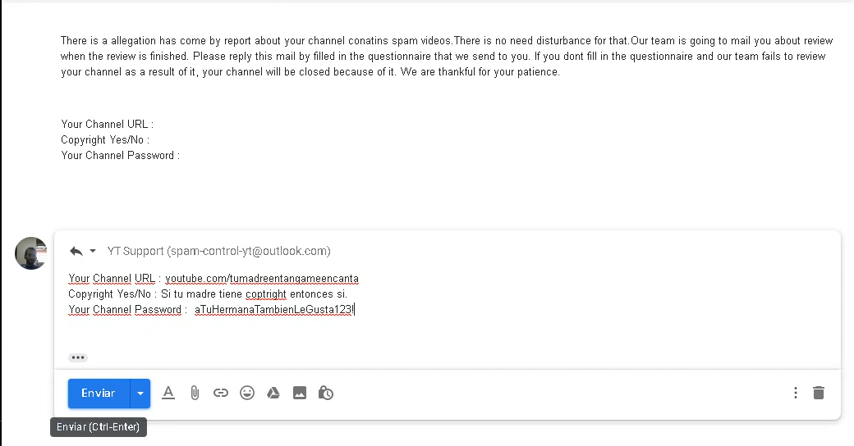 There is a allegation has come by report about your channel conatins spam videos.There is no need disturbance for that.Our team is going to mail you about review
when the review is finished. Please reply this mail by filled in the questionnaire that we send to you. If you dont fill in the questionnaire and our team fails to review
your channel as a result of it, your channel will be closed because of it. We are thankful for your patience.
Your Channel URL :
Copyright Yes/No :
Your Channel Password :
YT Support (spam-control-yt@outlook.com)
Your Channel URL : youtube.com/tumadreentangameencanta
Copyright Yes/No : Si tu madre tiene coptright entonces si.
Your Channel Password : aTuHermanaTambienLeGusta123!
Enviar
Enviar (Ctrl-Enter)